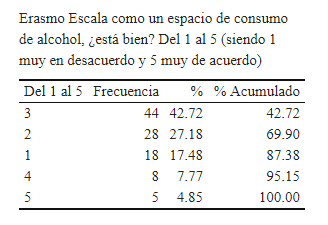 Erasmo Escala como un espacio de consumo
de alcohol, ¿está bien? Del 1 al 5 (siendo 1
muy en desacuerdo y 5 muy de acuerdo)
Del 1 al 5 Frecuencia % % Acumulado
3 44 42.72 42.72
2 28 27.18 69.90
1 18 17.48 87.38
4 8 7.77 95.15
5 5 4.85 100.00